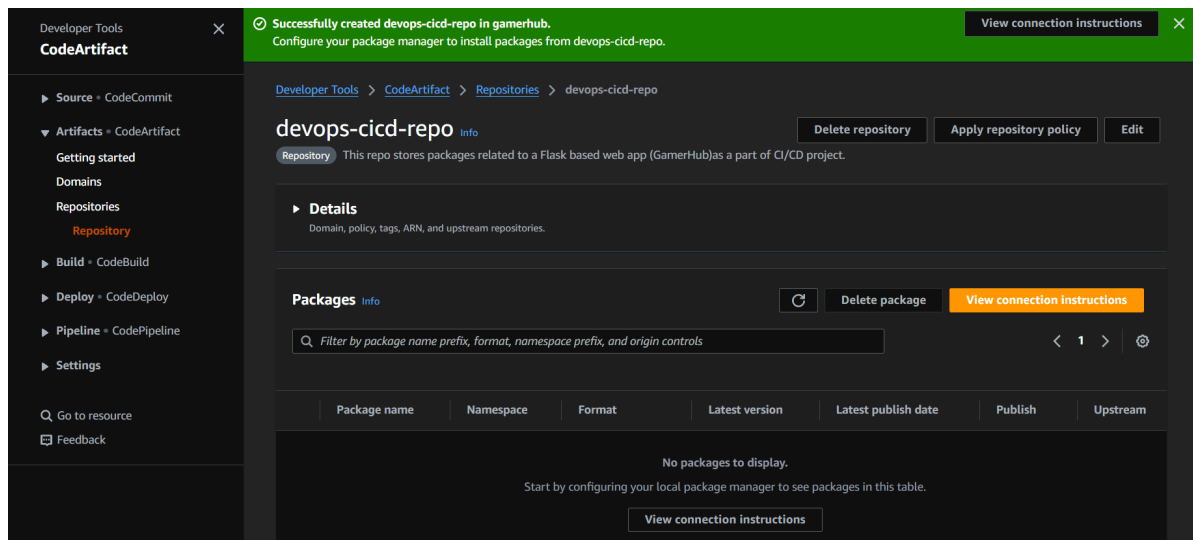 Developer Tools
CodeArtifact
Source • CodeCommit
Artifacts • CodeArtifact
Getting started
Domains
Repositories
Repository
Build • CodeBuild
Deploy • CodeDeploy
Pipeline • CodePipeline
Settings
Go to resource
Feedback
Successfully created devops-cicd-repo in gamerhub.
Configure your package manager to install packages from devops-cicd-repo.
View connection instructions
Developer Tools > CodeArtifact > Repositories > devops-cicd-repo
devops-cicd-repo Info
Delete repository Apply repository policy Edit
Repository This repo stores packages related to a Flask based web app (GamerHub)as a part of CI/CD project.
Details
Domain, policy, tags, ARN, and upstream repositories.
Packages Info
Delete package View connection instructions
Filter by package name prefix, format, namespace prefix, and origin controls
< 1 >
Package name Namespace Format Latest version Latest publish date Publish Upstream
No packages to display.
Start by configuring your local package manager to see packages in this table.
View connection instructions